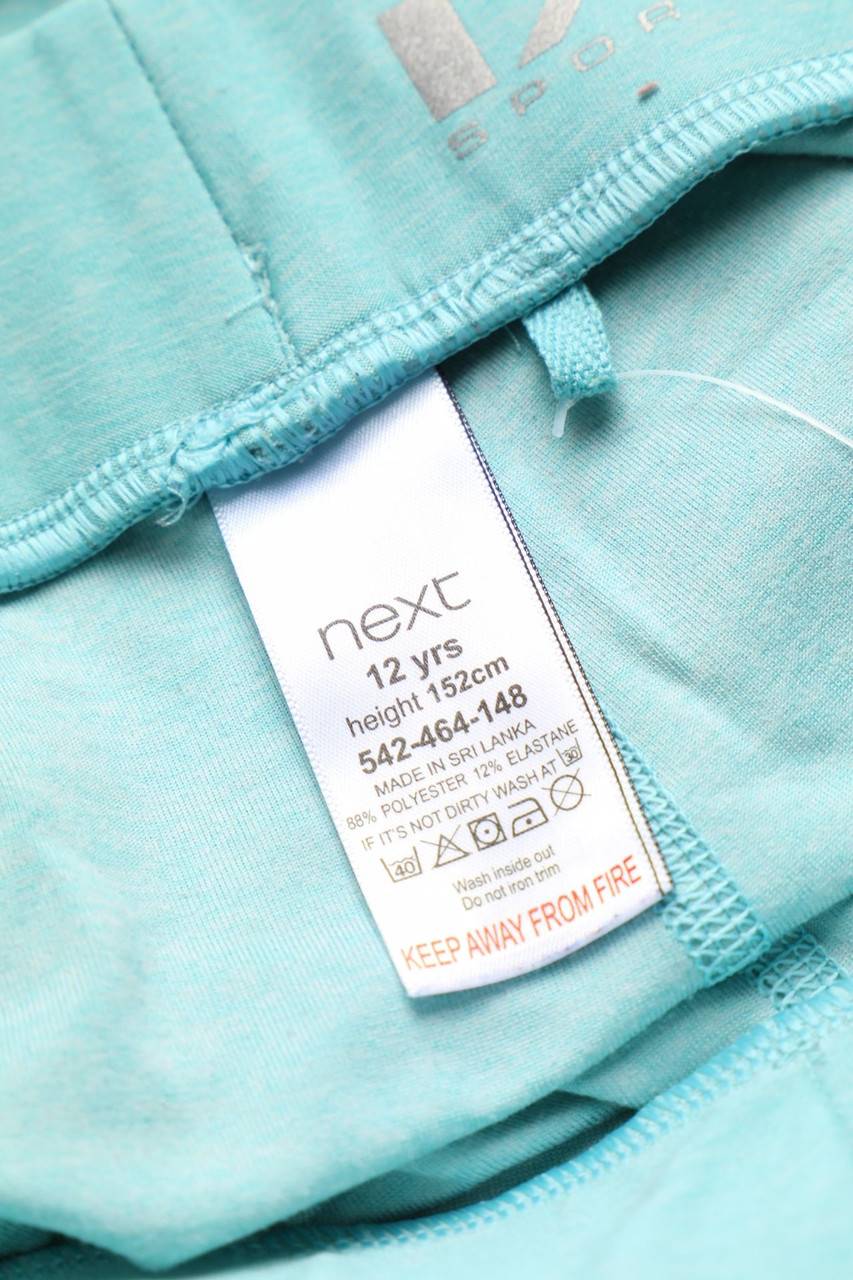 SPOR
next
12 yrs
height 152cm
542-464-148
MADE IN SRI LANKA
88% POLYESTER 12% ELASTANE
IF IT'S NOT DIRTY WASH AT 30
40
Wash inside out
Do not iron trim
KEEP AWAY FROM FIRE